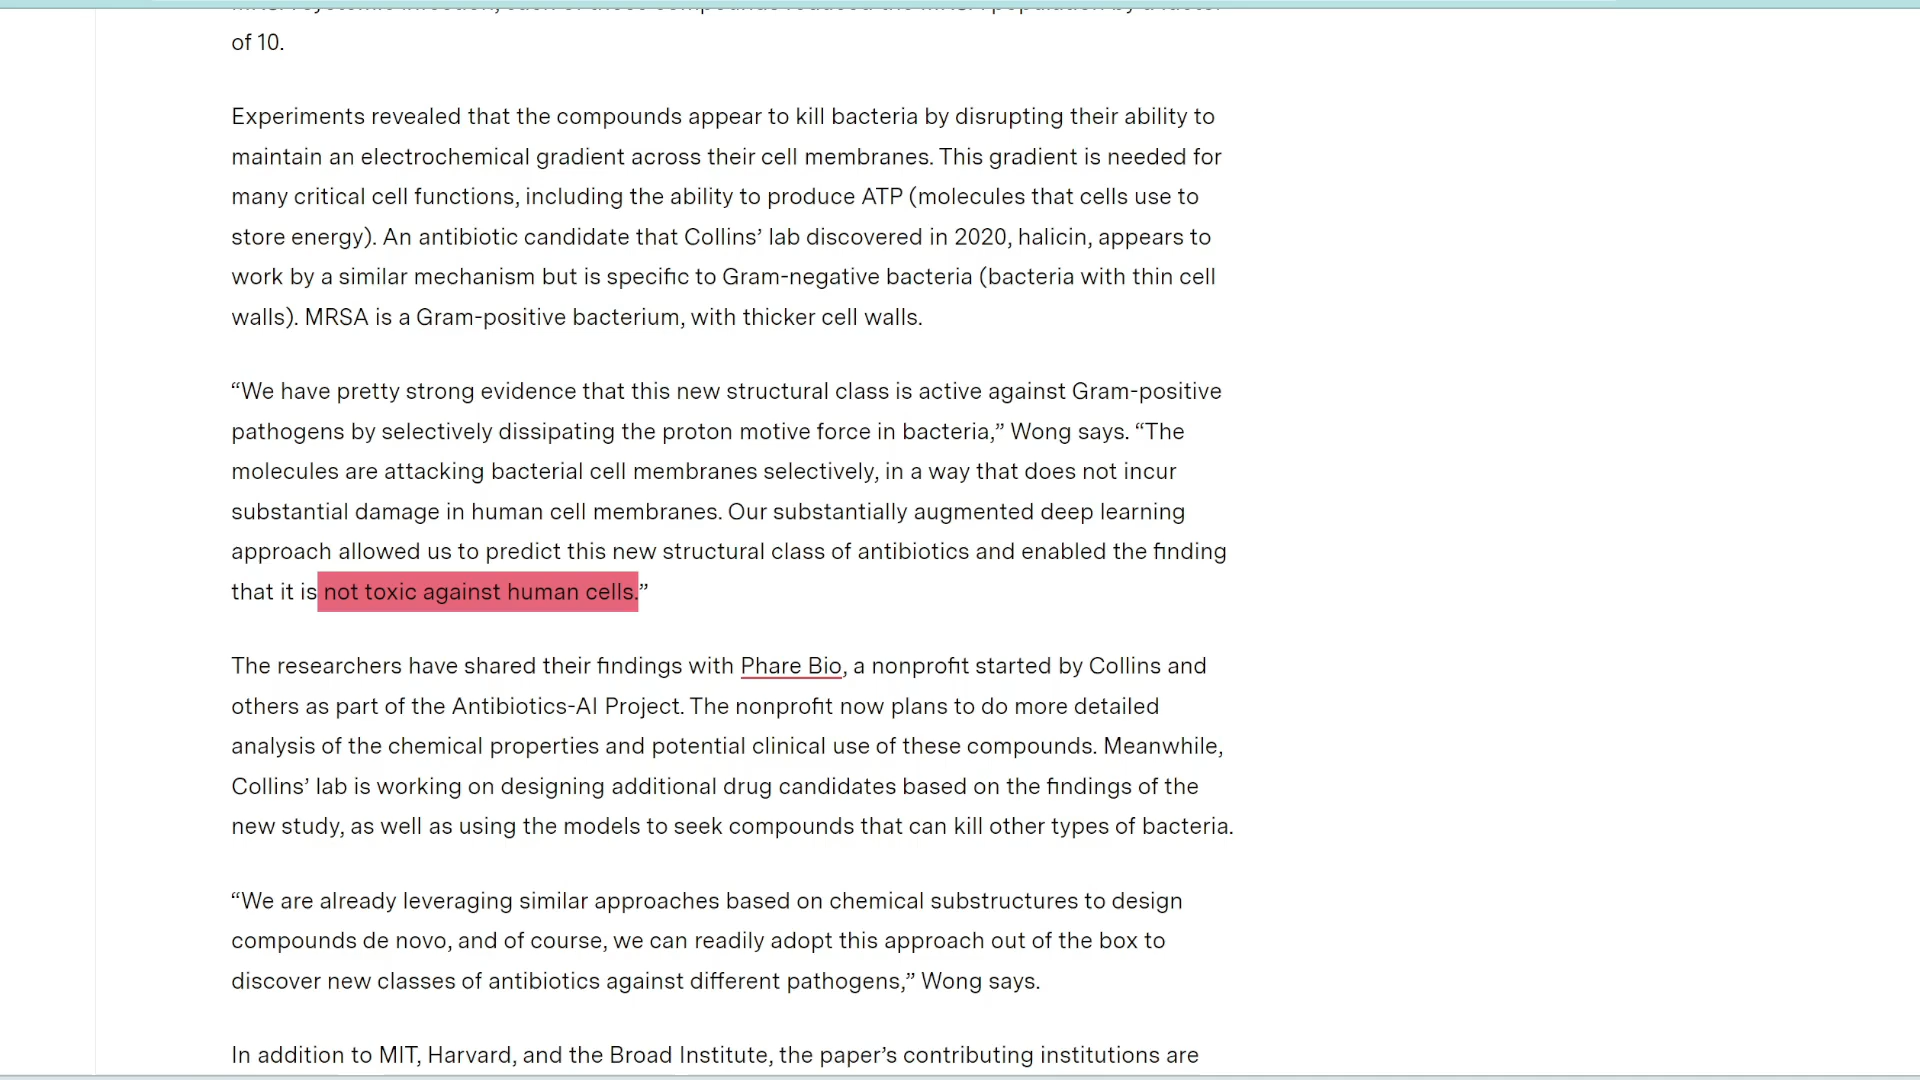 of 10.
Experiments revealed that the compounds appear to kill bacteria by disrupting their ability to
maintain an electrochemical gradient across their cell membranes. This gradient is needed for
many critical cell functions, including the ability to produce ATP (molecules that cells use to
store energy). An antibiotic candidate that Collins’ lab discovered in 2020, halicin, appears to
work by a similar mechanism but is specific to Gram-negative bacteria (bacteria with thin cell
walls). MRSA is a Gram-positive bacterium, with thicker cell walls.
“We have pretty strong evidence that this new structural class is active against Gram-positive
pathogens by selectively dissipating the proton motive force in bacteria,” Wong says. “The
molecules are attacking bacterial cell membranes selectively, in a way that does not incur
substantial damage in human cell membranes. Our substantially augmented deep learning
approach allowed us to predict this new structural class of antibiotics and enabled the finding
that it is not toxic against human cells.”
The researchers have shared their findings with Phare Bio, a nonprofit started by Collins and
others as part of the Antibiotics-AI Project. The nonprofit now plans to do more detailed
analysis of the chemical properties and potential clinical use of these compounds. Meanwhile,
Collins’ lab is working on designing additional drug candidates based on the findings of the
new study, as well as using the models to seek compounds that can kill other types of bacteria.
“We are already leveraging similar approaches based on chemical substructures to design
compounds de novo, and of course, we can readily adopt this approach out of the box to
discover new classes of antibiotics against different pathogens,” Wong says.
In addition to MIT, Harvard, and the Broad Institute, the paper’s contributing institutions are